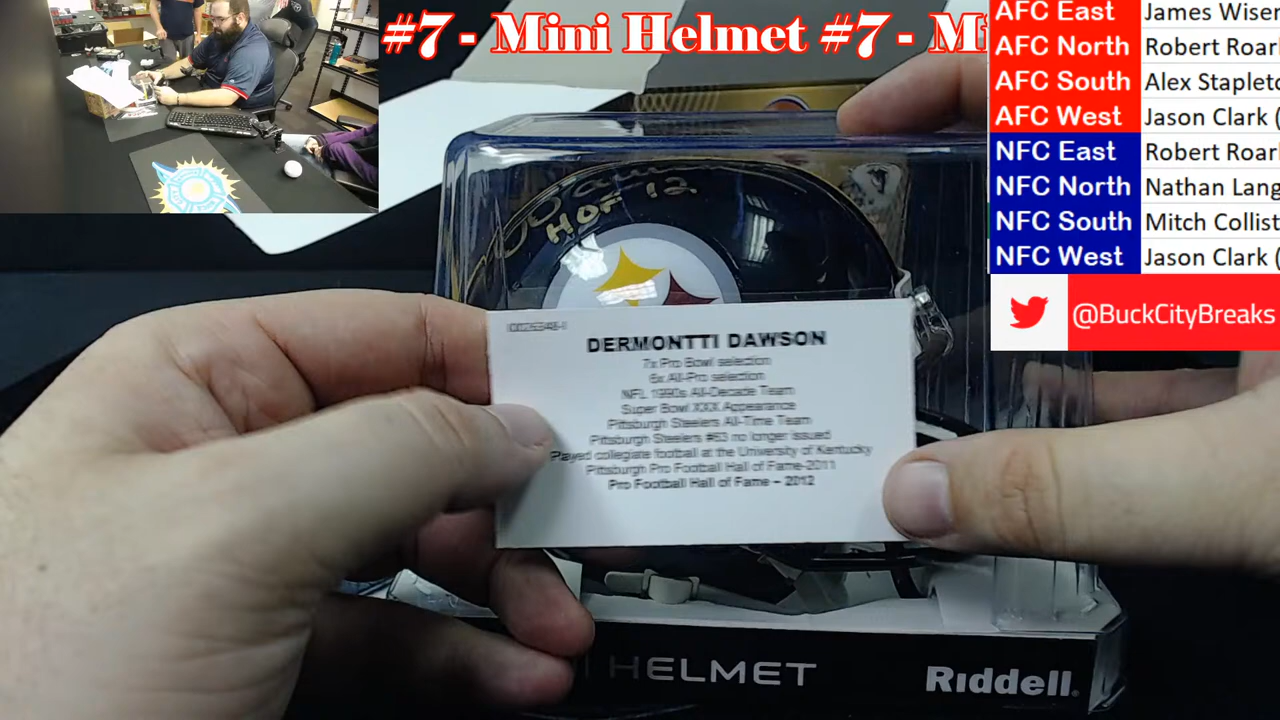 #7 - Mini Helmet #7 - Mi
AFC East James Wiser
AFC North Robert Roark
AFC South Alex Stapleto
AFC West Jason Clark (
NFC East Robert Roark
NFC North Nathan Lang
NFC South Mitch Collist
NFC West Jason Clark (
@BuckCityBreaks
HOF 12
DERMONTTI DAWSON
7x Pro Bowl selection
6x All-Pro selection
NFL 1990s All-Decade Team
Super Bowl XXX Appearance
Pittsburgh Steelers All-Time Team
Pittsburgh Steelers #63 no longer issued
Played collegiate football at the University of Kentucky
Pittsburgh Pro Football Hall of Fame-2011
Pro Football Hall of Fame – 2012
I HELMET
Riddell